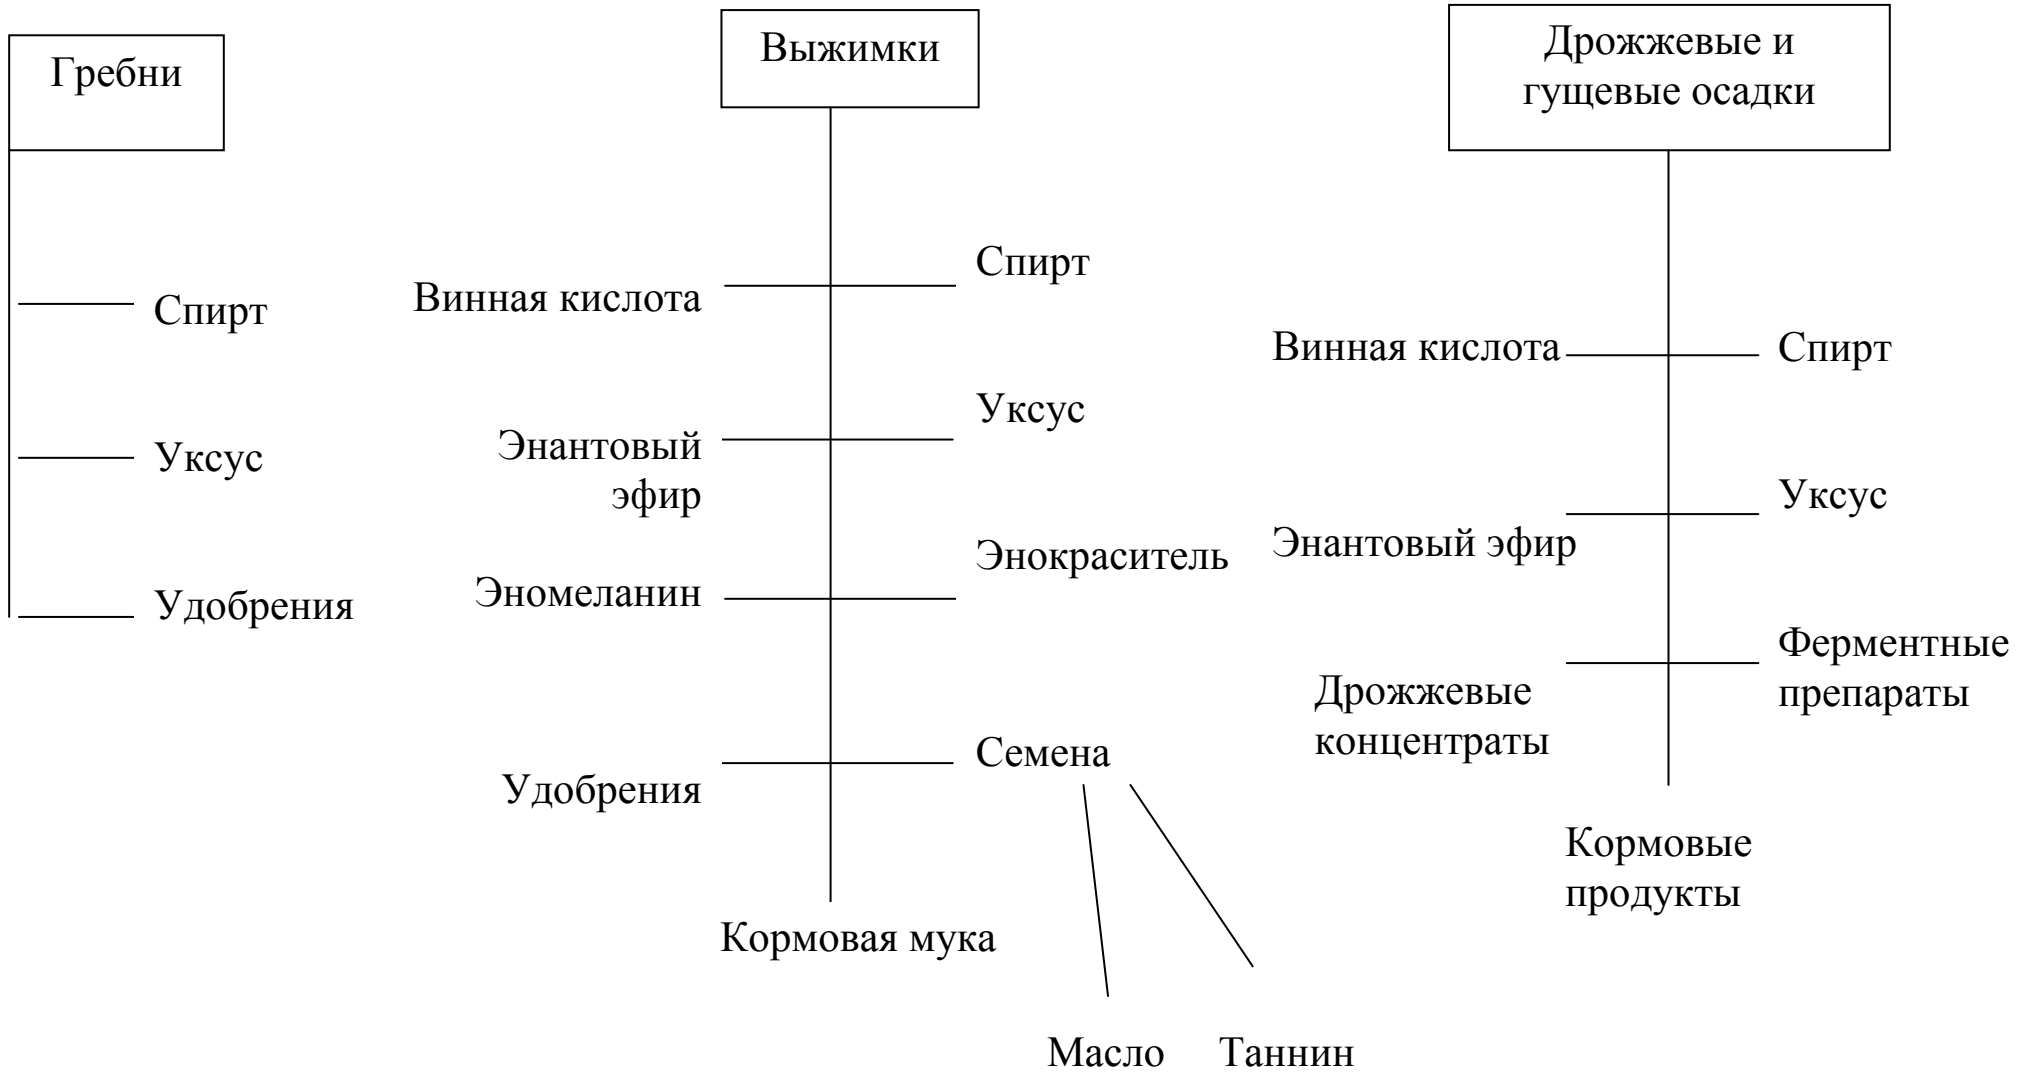 Гребни
Спирт
Уксус
Удобрения
Выжимки
Винная кислота
Спирт
Энантовый
эфир
Уксус
Эномеланин
Энокраситель
Удобрения
Семена
Кормовая мука
Масло
Таннин
Дрожжевые и
гущевые осадки
Винная кислота
Спирт
Энантовый эфир
Уксус
Дрожжевые
концентраты
Ферментные
препараты
Кормовые
продукты